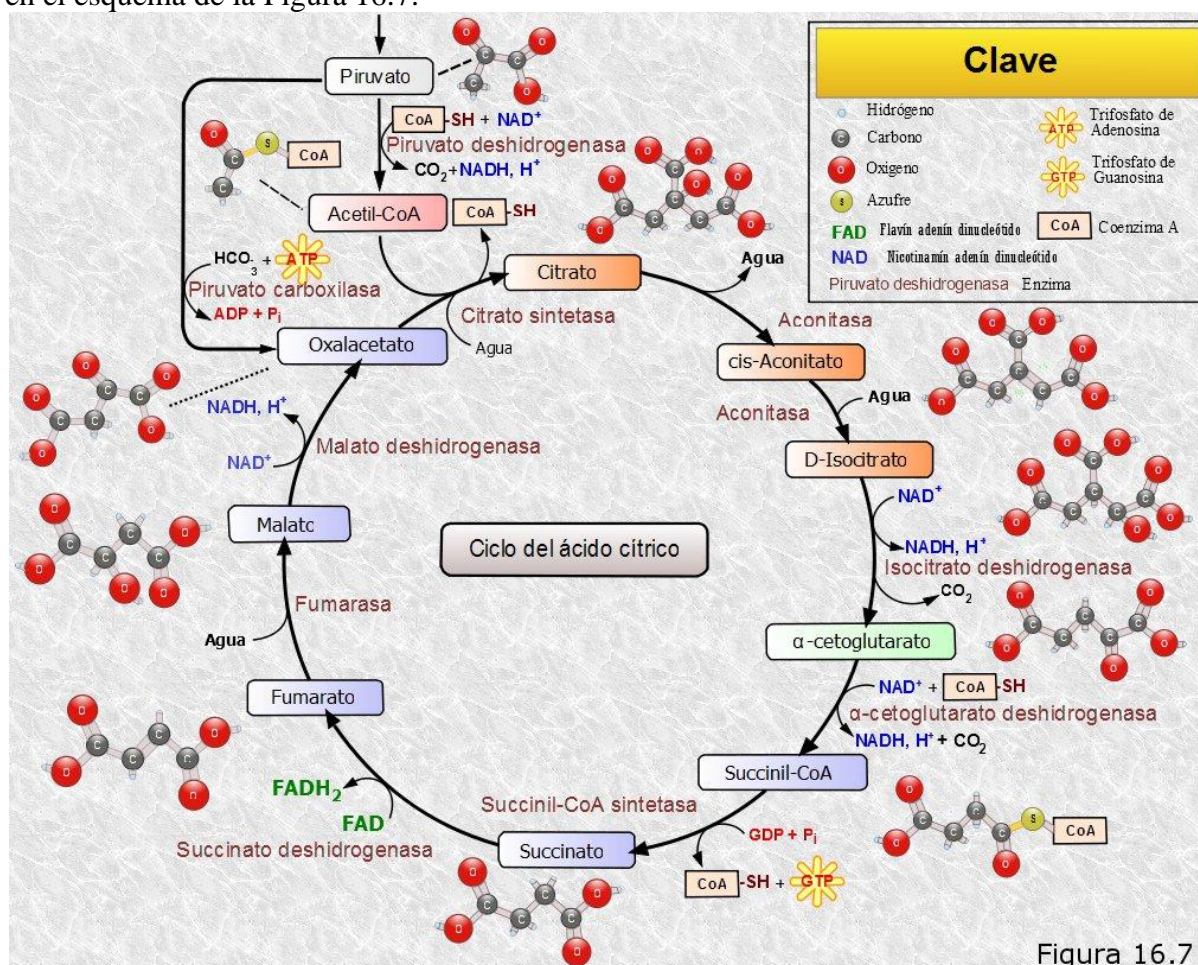 en el esquema de la Figura 16.7.
Piruvato
CoA-SH + NAD⁺
Piruvato deshidrogenasa
CO₂+NADH, H⁺
CoA
Acetil-CoA
CoA-SH
HCO₃⁻ + ATP
Piruvato carboxilasa
ADP + Pi
Citrato
Agua
Citrato sintetasa
Agua
Oxalacetato
Aconitasa
cis-Aconitato
Aconitasa
Agua
D-Isocitrato
NAD⁺
NADH, H⁺
Isocitrato deshidrogenasa
CO₂
α-cetoglutarato
NAD⁺ + CoA-SH
α-cetoglutarato deshidrogenasa
NADH, H⁺ + CO₂
Succinil-CoA
CoA
Succinil-CoA sintetasa
GDP + Pi
CoA-SH + GTP
Succinato
FADH₂
FAD
Succinato deshidrogenasa
Fumarato
Agua
Fumarasa
Malato
NADH, H⁺
NAD⁺
Malato deshidrogenasa
Ciclo del ácido cítrico
Clave
Hidrógeno
Carbono
Oxigeno
Azufre
FAD Flavín adenín dinucleótido
NAD Nicotinamín adenín dinucleótido
Piruvato deshidrogenasa Enzima
ATP Trifosfato de
Adenosina
GTP Trifosfato de
Guanosina
CoA Coenzima A
Figura 16.7